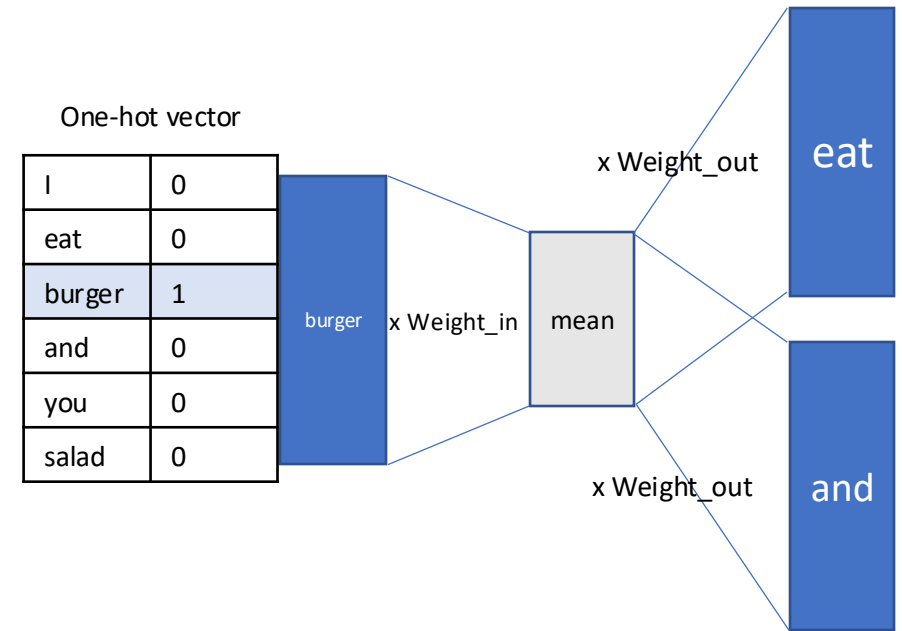 One-hot vector
I 0
eat 0
burger 1
and 0
you 0
salad 0
burger
x Weight_in
mean
x Weight_out
eat
x Weight_out
and